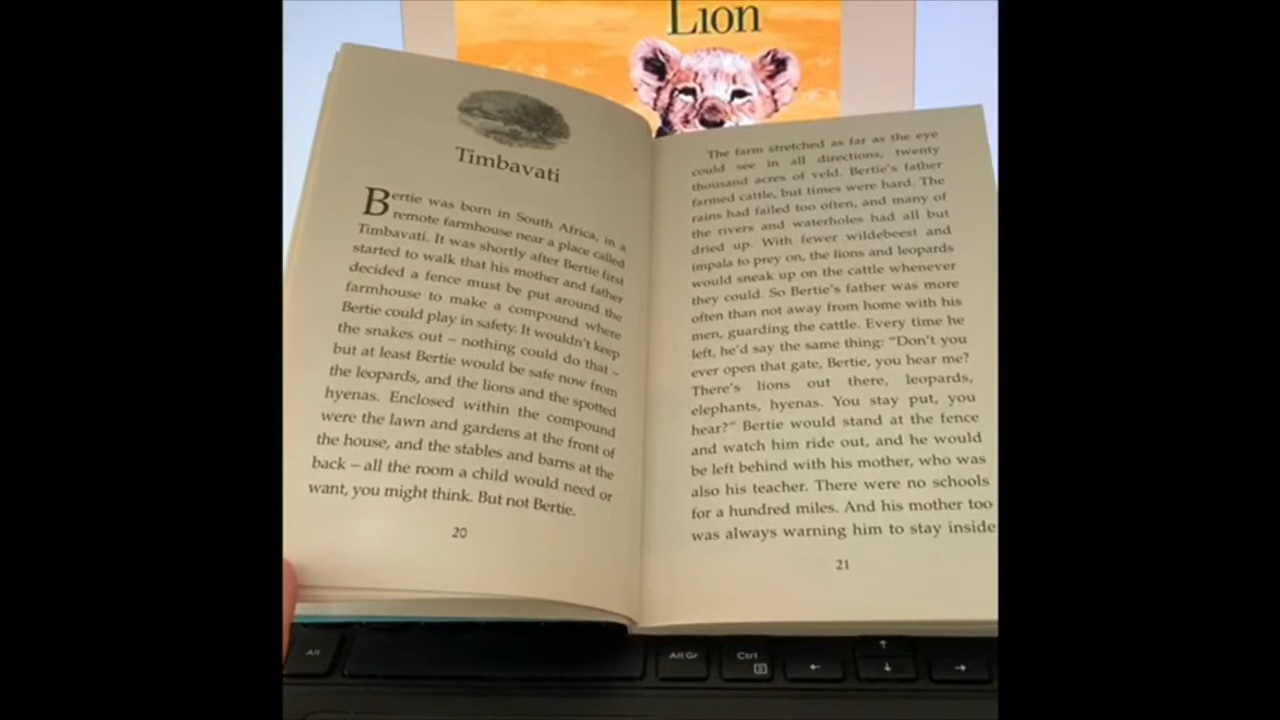 Lion
Timbavati
Bertie was born in South Africa, in a
remote farmhouse near a place called
Timbavati. It was shortly after Bertie first
started to walk that his mother and father
decided a fence must be put around the
farmhouse to make a compound where
Bertie could play in safety. It wouldn't keep
the snakes out – nothing could do that –
but at least Bertie would be safe now from
the leopards, and the lions and the spotted
hyenas. Enclosed within the compound
were the lawn and gardens at the front of
the house, and the stables and barns at the
back – all the room a child would need or
want, you might think. But not Bertie.
20
The farm stretched as far as the eye
could see in all directions, twenty
thousand acres of veld. Bertie's father
farmed cattle, but times were hard. The
rains had failed too often, and many of
the rivers and waterholes had all but
dried up. With fewer wildebeest and
impala to prey on, the lions and leopards
would sneak up on the cattle whenever
they could. So Bertie's father was more
often than not away from home with his
men, guarding the cattle. Every time he
left, he'd say the same thing: "Don't you
ever open that gate, Bertie, you hear me?
There's lions out there, leopards,
elephants, hyenas. You stay put, you
hear?" Bertie would stand at the fence
and watch him ride out, and he would
be left behind with his mother, who was
also his teacher. There were no schools
for a hundred miles. And his mother too
was always warning him to stay inside
21
Alt
Alt Gr
Ctrl